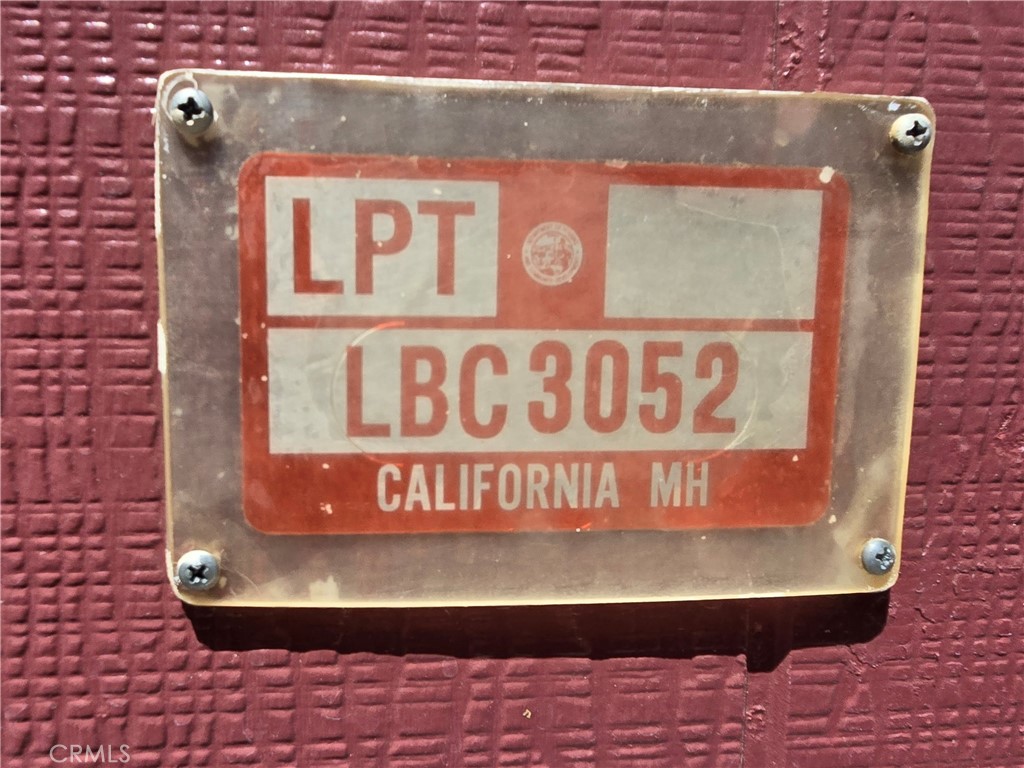 LPT
LBC 3052
CALIFORNIA MH
CRMLS